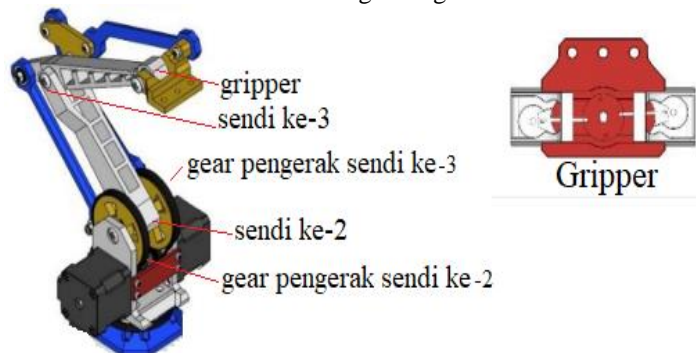 gripper
sendi ke-3
gear pengerak sendi ke-3
sendi ke-2
gear pengerak sendi ke-2
Gripper